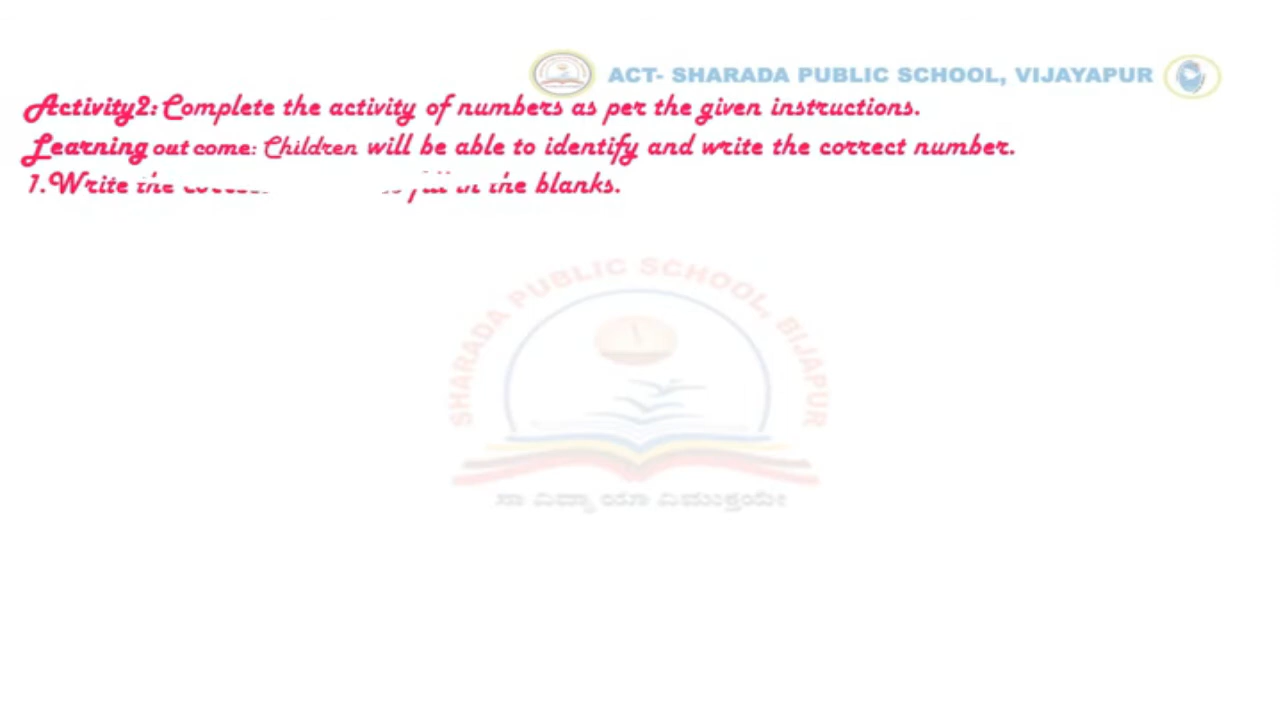 ACT- SHARADA PUBLIC SCHOOL, VIJAYAPUR
Activity2: Complete the activity of numbers as per the given instructions.
Learning out come: Children will be able to identify and write the correct number.
1.Write the in the blanks.
SHARADA PUBLIC SCHOOL, BIJAPUR
ಸಾ ವಿದ್ಯಾ ಯಾ ವಿಮುಕ್ತಯೇ